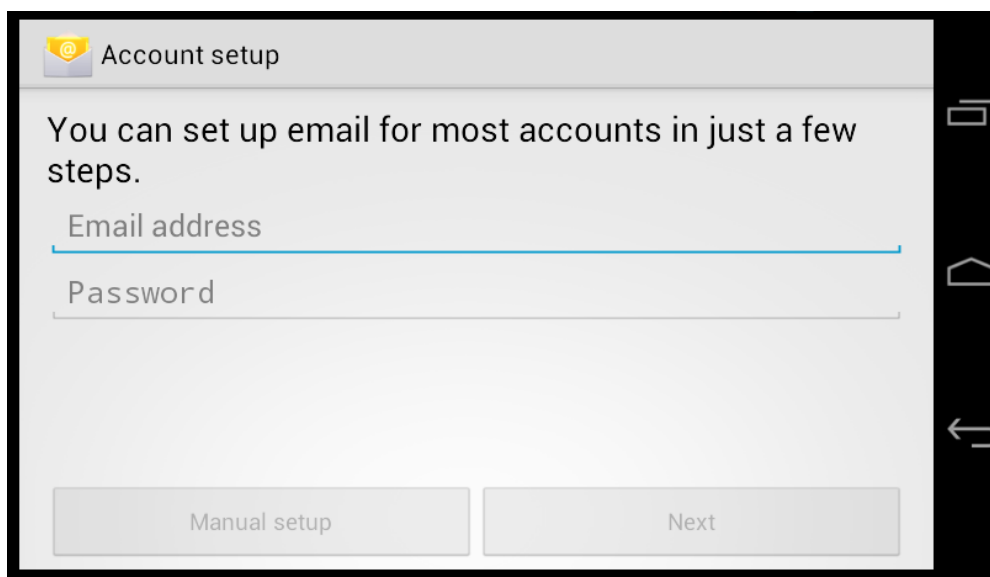 Account setup
You can set up email for most accounts in just a few
steps.
Email address
Password
Manual setup
Next